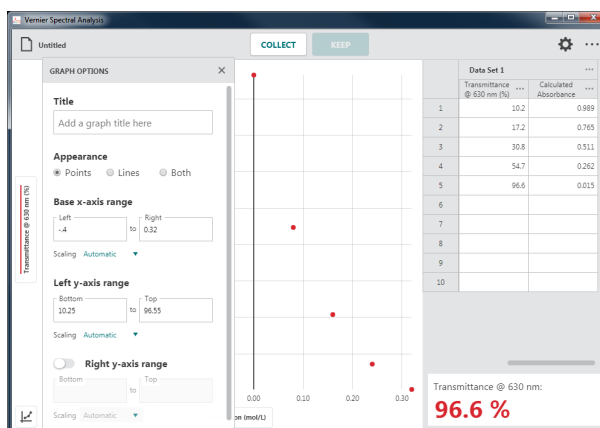 Vernier Spectral Analysis
Untitled
COLLECT
KEEP
GRAPH OPTIONS
Title
Add a graph title here
Appearance
Points
Lines
Both
Base x-axis range
Left
Right
-.4
to
0.32
Scaling Automatic
Left y-axis range
Bottom
Top
10.25
to
96.55
Scaling Automatic
Right y-axis range
Bottom
Top
to
Scaling Automatic
Transmittance @ 630 nm (%)
0.00 0.10 0.20 0.30
on (mol/L)
Data Set 1
Transmittance @ 630 nm (%)
Calculated Absorbance
1 10.2 0.989
2 17.2 0.765
3 30.8 0.511
4 54.7 0.262
5 96.6 0.015
6
7
8
9
10
Transmittance @ 630 nm:
96.6 %